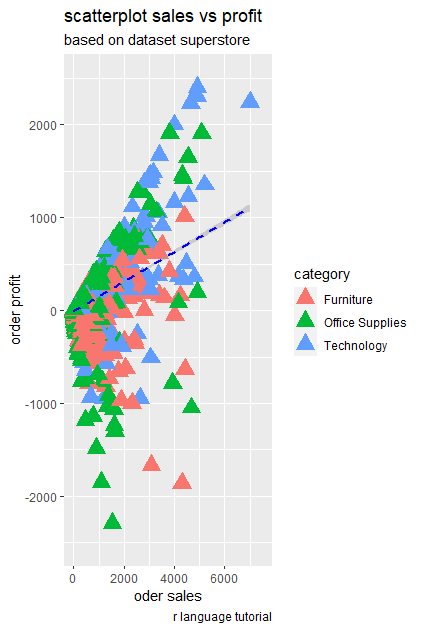 scatterplot sales vs profit
based on dataset superstore
2000
1000
0
-1000
-2000
order profit
0 2000 4000 6000
oder sales
category
Furniture
Office Supplies
Technology
r language tutorial